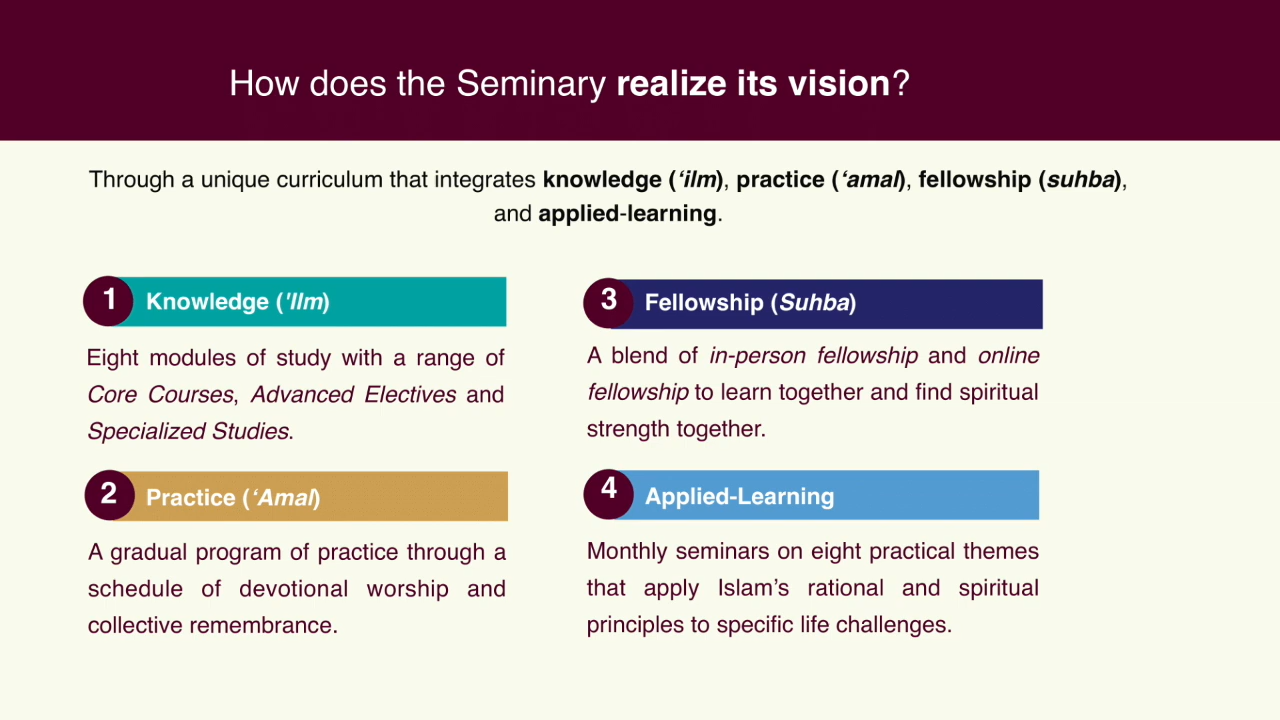 How does the Seminary realize its vision?
Through a unique curriculum that integrates knowledge (‘ilm), practice (‘amal), fellowship (suhba),
and applied-learning.
1 Knowledge ('Ilm)
Eight modules of study with a range of
Core Courses, Advanced Electives and
Specialized Studies.
2 Practice (‘Amal)
A gradual program of practice through a
schedule of devotional worship and
collective remembrance.
3 Fellowship (Suhba)
A blend of in-person fellowship and online
fellowship to learn together and find spiritual
strength together.
4 Applied-Learning
Monthly seminars on eight practical themes
that apply Islam’s rational and spiritual
principles to specific life challenges.